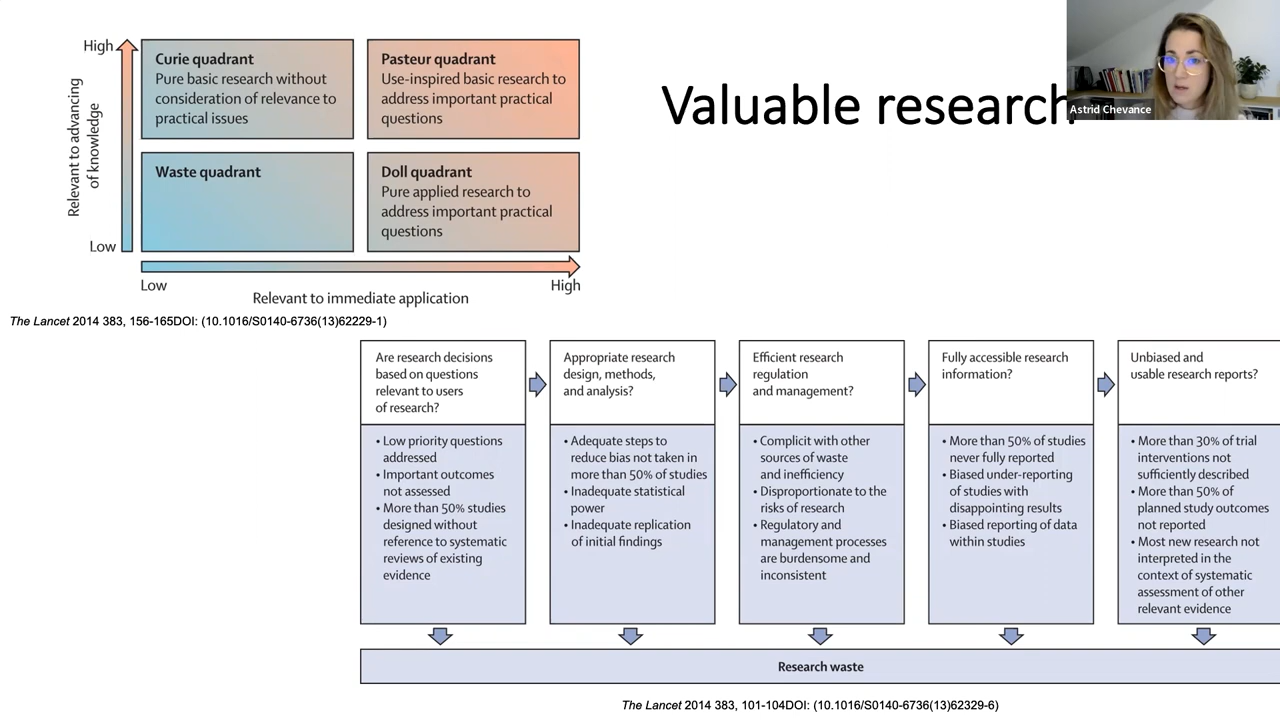 Valuable research
Astrid Chevance
High
Relevant to advancing
of knowledge
Low
Curie quadrant
Pure basic research without
consideration of relevance to
practical issues
Pasteur quadrant
Use-inspired basic research to
address important practical
questions
Waste quadrant
Doll quadrant
Pure applied research to
address important practical
questions
Low
High
Relevant to immediate application
The Lancet 2014 383, 156-165DOI: (10.1016/S0140-6736(13)62229-1)
Are research decisions
based on questions
relevant to users
of research?
• Low priority questions
addressed
• Important outcomes
not assessed
• More than 50% studies
designed without
reference to systematic
reviews of existing
evidence
Appropriate research
design, methods,
and analysis?
• Adequate steps to
reduce bias not taken in
more than 50% of studies
• Inadequate statistical
power
• Inadequate replication
of initial findings
Efficient research
regulation
and management?
• Complicit with other
sources of waste
and inefficiency
• Disproportionate to the
risks of research
• Regulatory and
management processes
are burdensome and
inconsistent
Fully accessible research
information?
• More than 50% of studies
never fully reported
• Biased under-reporting
of studies with
disappointing results
• Biased reporting of data
within studies
Unbiased and
usable research reports?
• More than 30% of trial
interventions not
sufficiently described
• More than 50% of
planned study outcomes
not reported
• Most new research not
interpreted in the
context of systematic
assessment of other
relevant evidence
Research waste
The Lancet 2014 383, 101-104DOI: (10.1016/S0140-6736(13)62329-6)